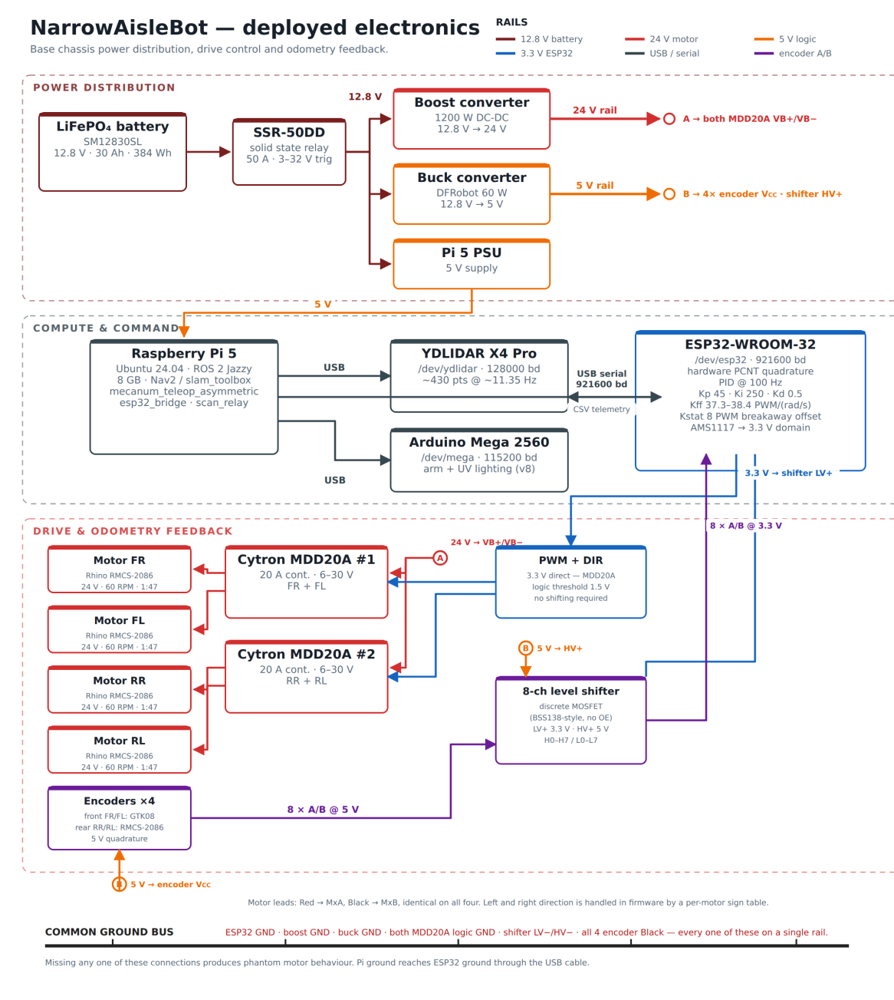 NarrowAisleBot — deployed electronics
Base chassis power distribution, drive control and odometry feedback.
RAILS
12.8 V battery
24 V motor
5 V logic
3.3 V ESP32
USB / serial
encoder A/B
POWER DISTRIBUTION
LiFePO₄ battery
SM12830SL
12.8 V · 30 Ah · 384 Wh
SSR-50DD
solid state relay
50 A · 3–32 V trig
12.8 V
Boost converter
1200 W DC-DC
12.8 V → 24 V
24 V rail
A → both MDD20A VB+/VB−
Buck converter
DFRobot 60 W
12.8 V → 5 V
5 V rail
B → 4× encoder Vcc · shifter HV+
Pi 5 PSU
5 V supply
5 V
COMPUTE & COMMAND
Raspberry Pi 5
Ubuntu 24.04 · ROS 2 Jazzy
8 GB · Nav2 / slam_toolbox
mecanum_teleop_asymmetric
esp32_bridge · scan_relay
USB
YDLIDAR X4 Pro
/dev/ydlidar · 128000 bd
~430 pts @ ~11.35 Hz
USB serial
921600 bd
CSV telemetry
ESP32-WROOM-32
/dev/esp32 · 921600 bd
hardware PCNT quadrature
PID @ 100 Hz
Kp 45 · Ki 250 · Kd 0.5
Kff 37.3–38.4 PWM/(rad/s)
Kstat 8 PWM breakaway offset
AMS1117 → 3.3 V domain
Arduino Mega 2560
/dev/mega · 115200 bd
arm + UV lighting (v8)
USB
3.3 V → shifter LV+
DRIVE & ODOMETRY FEEDBACK
8 × A/B @ 3.3 V
Motor FR
Rhino RMCS-2086
24 V · 60 RPM · 1:47
Motor FL
Rhino RMCS-2086
24 V · 60 RPM · 1:47
Motor RR
Rhino RMCS-2086
24 V · 60 RPM · 1:47
Motor RL
Rhino RMCS-2086
24 V · 60 RPM · 1:47
Cytron MDD20A #1
20 A cont. · 6–30 V
FR + FL
Cytron MDD20A #2
20 A cont. · 6–30 V
RR + RL
24 V → VB+/VB−
A
PWM + DIR
3.3 V direct — MDD20A
logic threshold 1.5 V
no shifting required
B
5 V → HV+
8-ch level shifter
discrete MOSFET
(BSS138-style, no OE)
LV+ 3.3 V · HV+ 5 V
H0–H7 / L0–L7
Encoders ×4
front FR/FL: GTK08
rear RR/RL: RMCS-2086
5 V quadrature
8 × A/B @ 5 V
B
5 V → encoder Vcc
Motor leads: Red → MxA, Black → MxB, identical on all four. Left and right direction is handled in firmware by a per-motor sign table.
COMMON GROUND BUS
ESP32 GND · boost GND · buck GND · both MDD20A logic GND · shifter LV−/HV− · all 4 encoder Black — every one of these on a single rail.
Missing any one of these connections produces phantom motor behaviour. Pi ground reaches ESP32 ground through the USB cable.